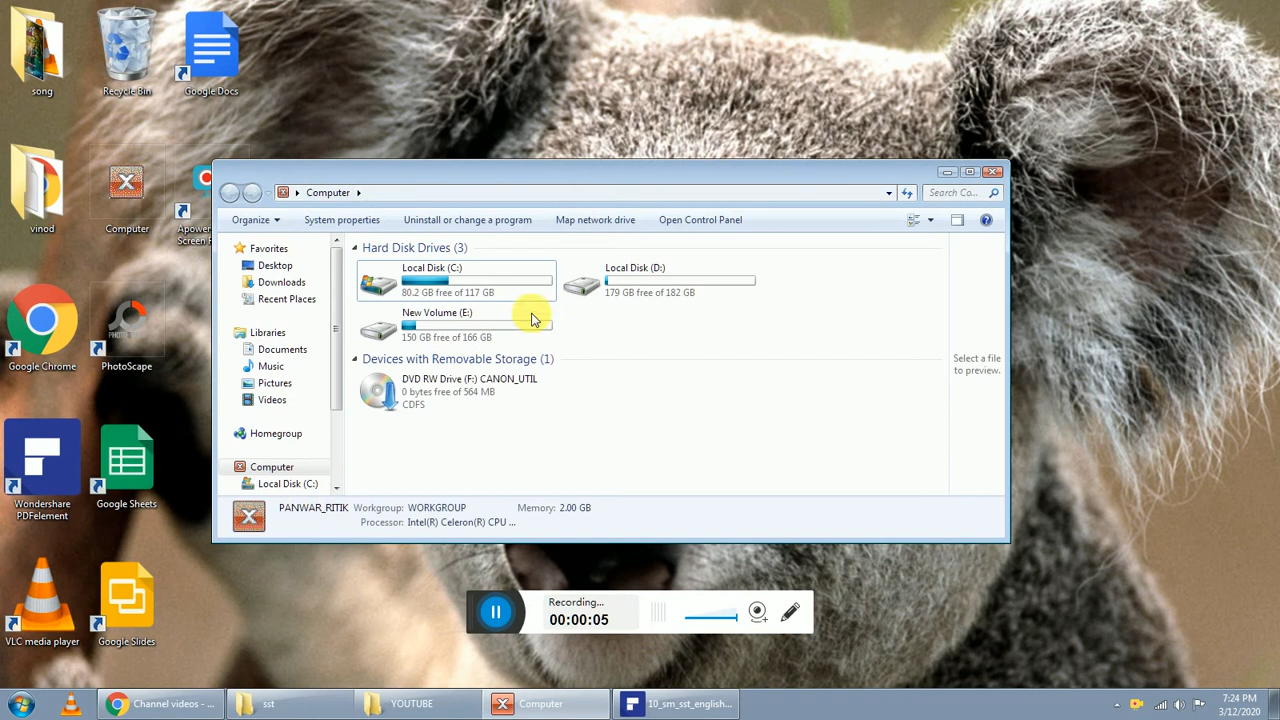 song
Recycle Bin
Google Docs
vinod
Computer
Apower
Screen
Google Chrome
PhotoScape
Wondershare
PDFelement
Google Sheets
VLC media player
Google Slides
Computer
Search Co...
Organize
System properties
Uninstall or change a program
Map network drive
Open Control Panel
Favorites
Desktop
Downloads
Recent Places
Libraries
Documents
Music
Pictures
Videos
Homegroup
Computer
Local Disk (C:)
Hard Disk Drives (3)
Local Disk (C:)
80.2 GB free of 117 GB
Local Disk (D:)
179 GB free of 182 GB
New Volume (E:)
150 GB free of 166 GB
Devices with Removable Storage (1)
DVD RW Drive (F:) CANON_UTIL
0 bytes free of 564 MB
CDFS
Select a file
to preview.
PANWAR_RITIK Workgroup: WORKGROUP Memory: 2.00 GB
Processor: Intel(R) Celeron(R) CPU ...
Recording...
00:00:05
Channel videos - ...
sst
YOUTUBE
Computer
10_sm_sst_english...
7:24 PM
3/12/2020